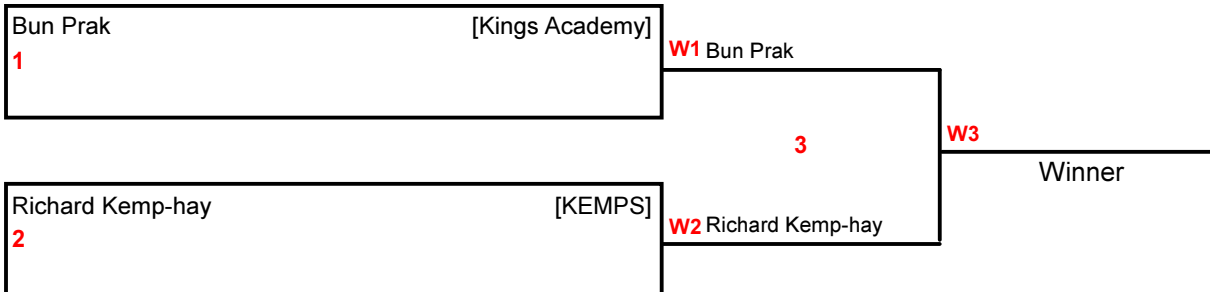 Bun Prak [Kings Academy]
1
W1 Bun Prak
3
W3
Winner
Richard Kemp-hay [KEMPS]
2
W2 Richard Kemp-hay